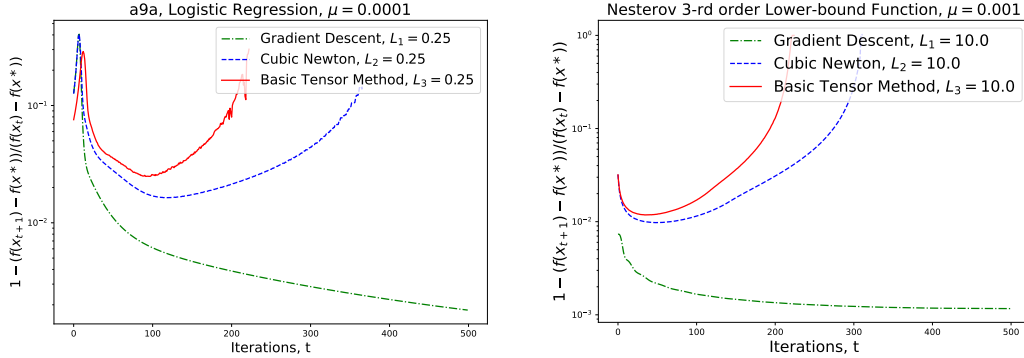 a9a, Logistic Regression, μ = 0.0001
Gradient Descent, L₁ = 0.25
Cubic Newton, L₂ = 0.25
Basic Tensor Method, L₃ = 0.25
1 − (f(xₜ₊₁) − f(x*))/(f(xₜ) − f(x*))
10⁻¹
10⁻²
0
100
200
300
400
500
Iterations, t
Nesterov 3-rd order Lower-bound Function, μ = 0.001
Gradient Descent, L₁ = 10.0
Cubic Newton, L₂ = 10.0
Basic Tensor Method, L₃ = 10.0
1 − (f(xₜ₊₁) − f(x*))/(f(xₜ) − f(x*))
10⁰
10⁻¹
10⁻²
10⁻³
0
100
200
300
400
500
Iterations, t